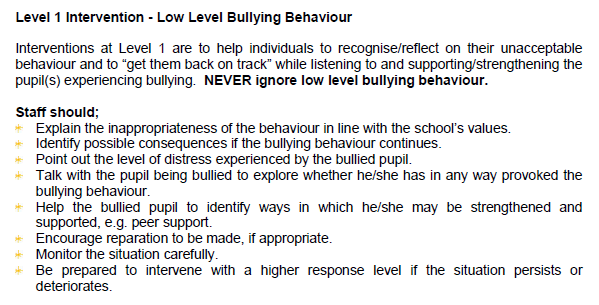 Level 1 Intervention - Low Level Bullying Behaviour
Interventions at Level 1 are to help individuals to recognise/reflect on their unacceptable
behaviour and to “get them back on track” while listening to and supporting/strengthening the
pupil(s) experiencing bullying.  NEVER ignore low level bullying behaviour.
Staff should;
Explain the inappropriateness of the behaviour in line with the school’s values.
Identify possible consequences if the bullying behaviour continues.
Point out the level of distress experienced by the bullied pupil.
Talk with the pupil being bullied to explore whether he/she has in any way provoked the
bullying behaviour.
Help the bullied pupil to identify ways in which he/she may be strengthened and
supported, e.g. peer support.
Encourage reparation to be made, if appropriate.
Monitor the situation carefully.
Be prepared to intervene with a higher response level if the situation persists or
deteriorates.